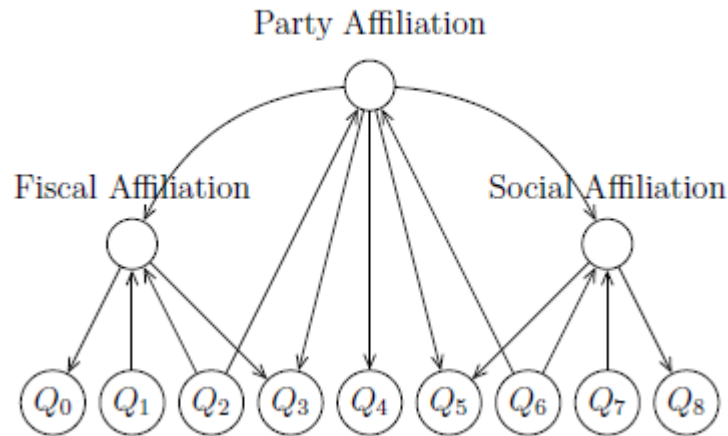 Party Affiliation
Fiscal Affiliation Social Affiliation
Q0 Q1 Q2 Q3 Q4 Q5 Q6 Q7 Q8